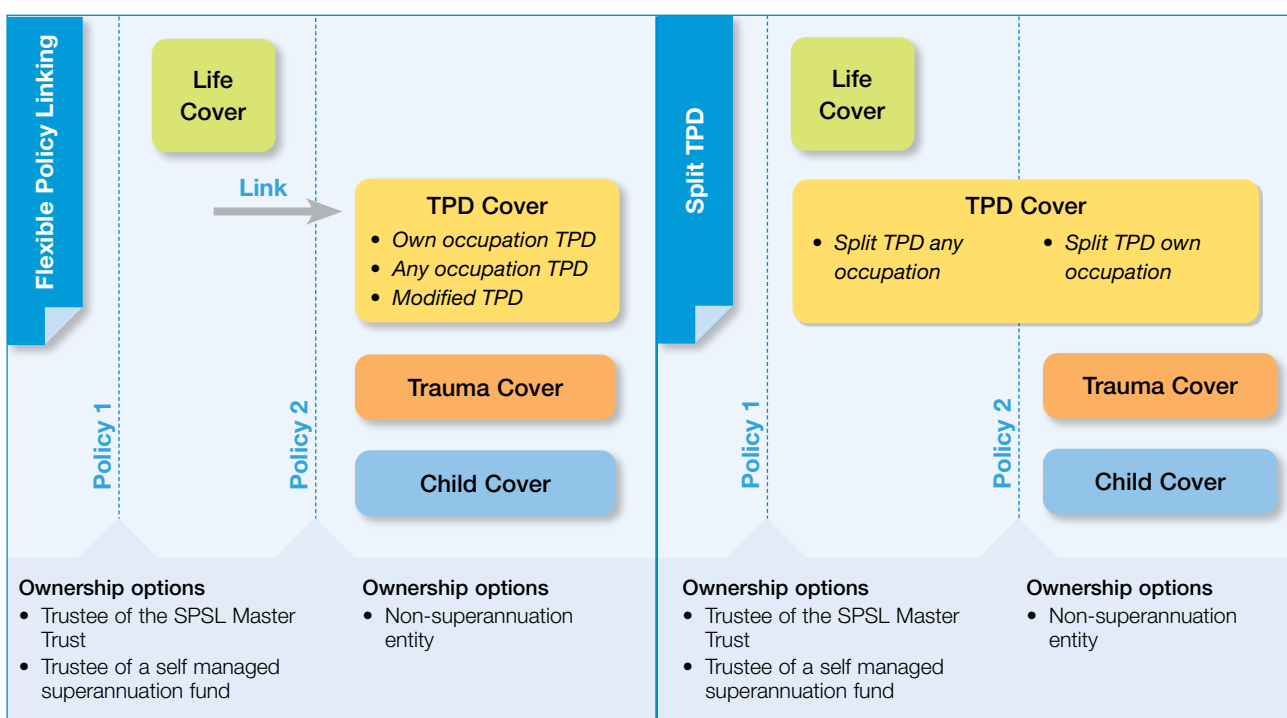 Flexible Policy Linking
Life
Cover
Link
TPD Cover
• Own occupation TPD
• Any occupation TPD
• Modified TPD
Trauma Cover
Child Cover
Policy 1
Policy 2
Ownership options
• Trustee of the SPSL Master
Trust
• Trustee of a self managed
superannuation fund
Ownership options
• Non-superannuation
entity
Split TPD
Life
Cover
TPD Cover
• Split TPD any
occupation
• Split TPD own
occupation
Trauma Cover
Child Cover
Policy 1
Policy 2
Ownership options
• Trustee of the SPSL Master
Trust
• Trustee of a self managed
superannuation fund
Ownership options
• Non-superannuation
entity